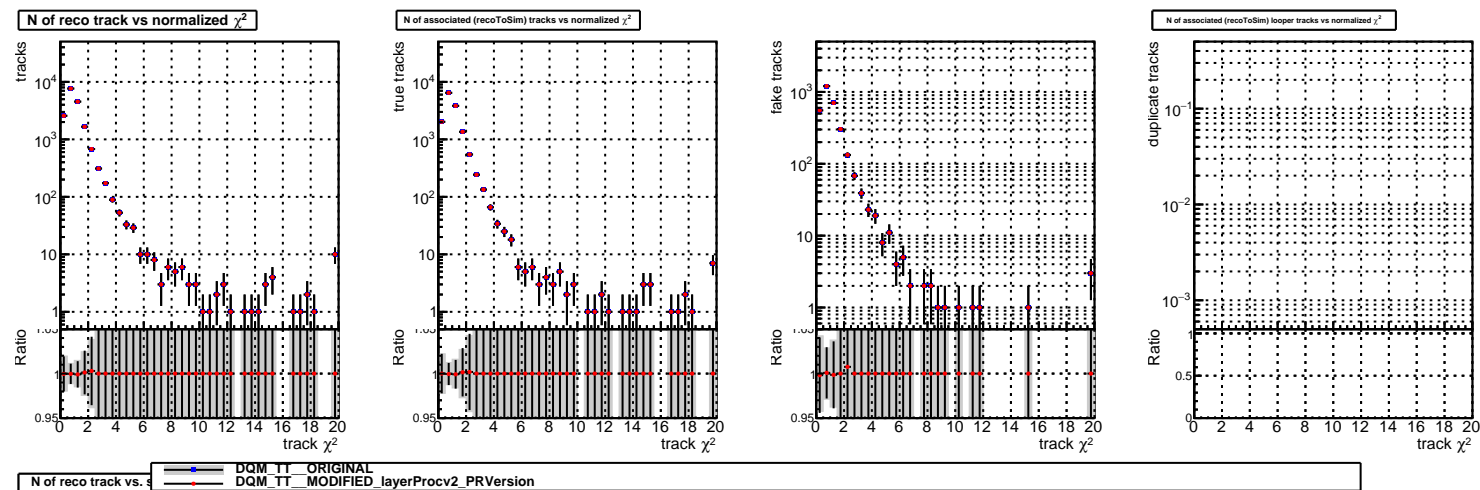 N of reco track vs normalized χ²
N of associated (recoToSim) tracks vs normalized χ²
N of associated (recoToSim) looper tracks vs normalized χ²
tracks
10⁴
10³
10²
10
1
Ratio
1
0.95
0 2 4 6 8 10 12 14 16 18 20
track χ²
true tracks
10⁴
10³
10²
10
1
Ratio
1
0.95
0 2 4 6 8 10 12 14 16 18 20
track χ²
fake tracks
10³
10²
10
1
Ratio
1
0.95
0 2 4 6 8 10 12 14 16 18 20
track χ²
duplicate tracks
10⁻¹
10⁻²
10⁻³
Ratio
1
0.5
0
0 2 4 6 8 10 12 14 16 18 20
track χ²
N of reco track vs.
DQM_TT__ORIGINAL
DQM_TT__MODIFIED_layerProcv2_PRVersion